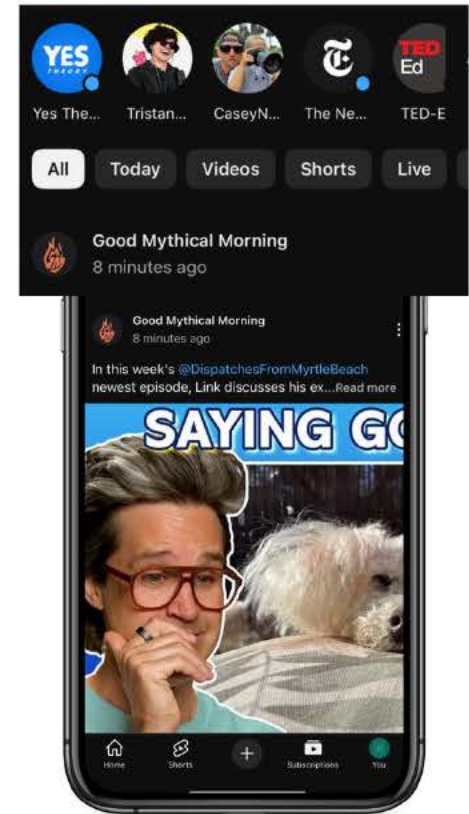 YES
THEORY
TED
Ed
Yes The...
Tristan...
CaseyN...
The Ne...
TED-E
All
Today
Videos
Shorts
Live
Good Mythical Morning
8 minutes ago
Good Mythical Morning
8 minutes ago
In this week's @DispatchesFromMyrtleBeach
newest episode, Link discusses his ex...Read more
SAYING GO
Home
Shorts
Subscriptions
You